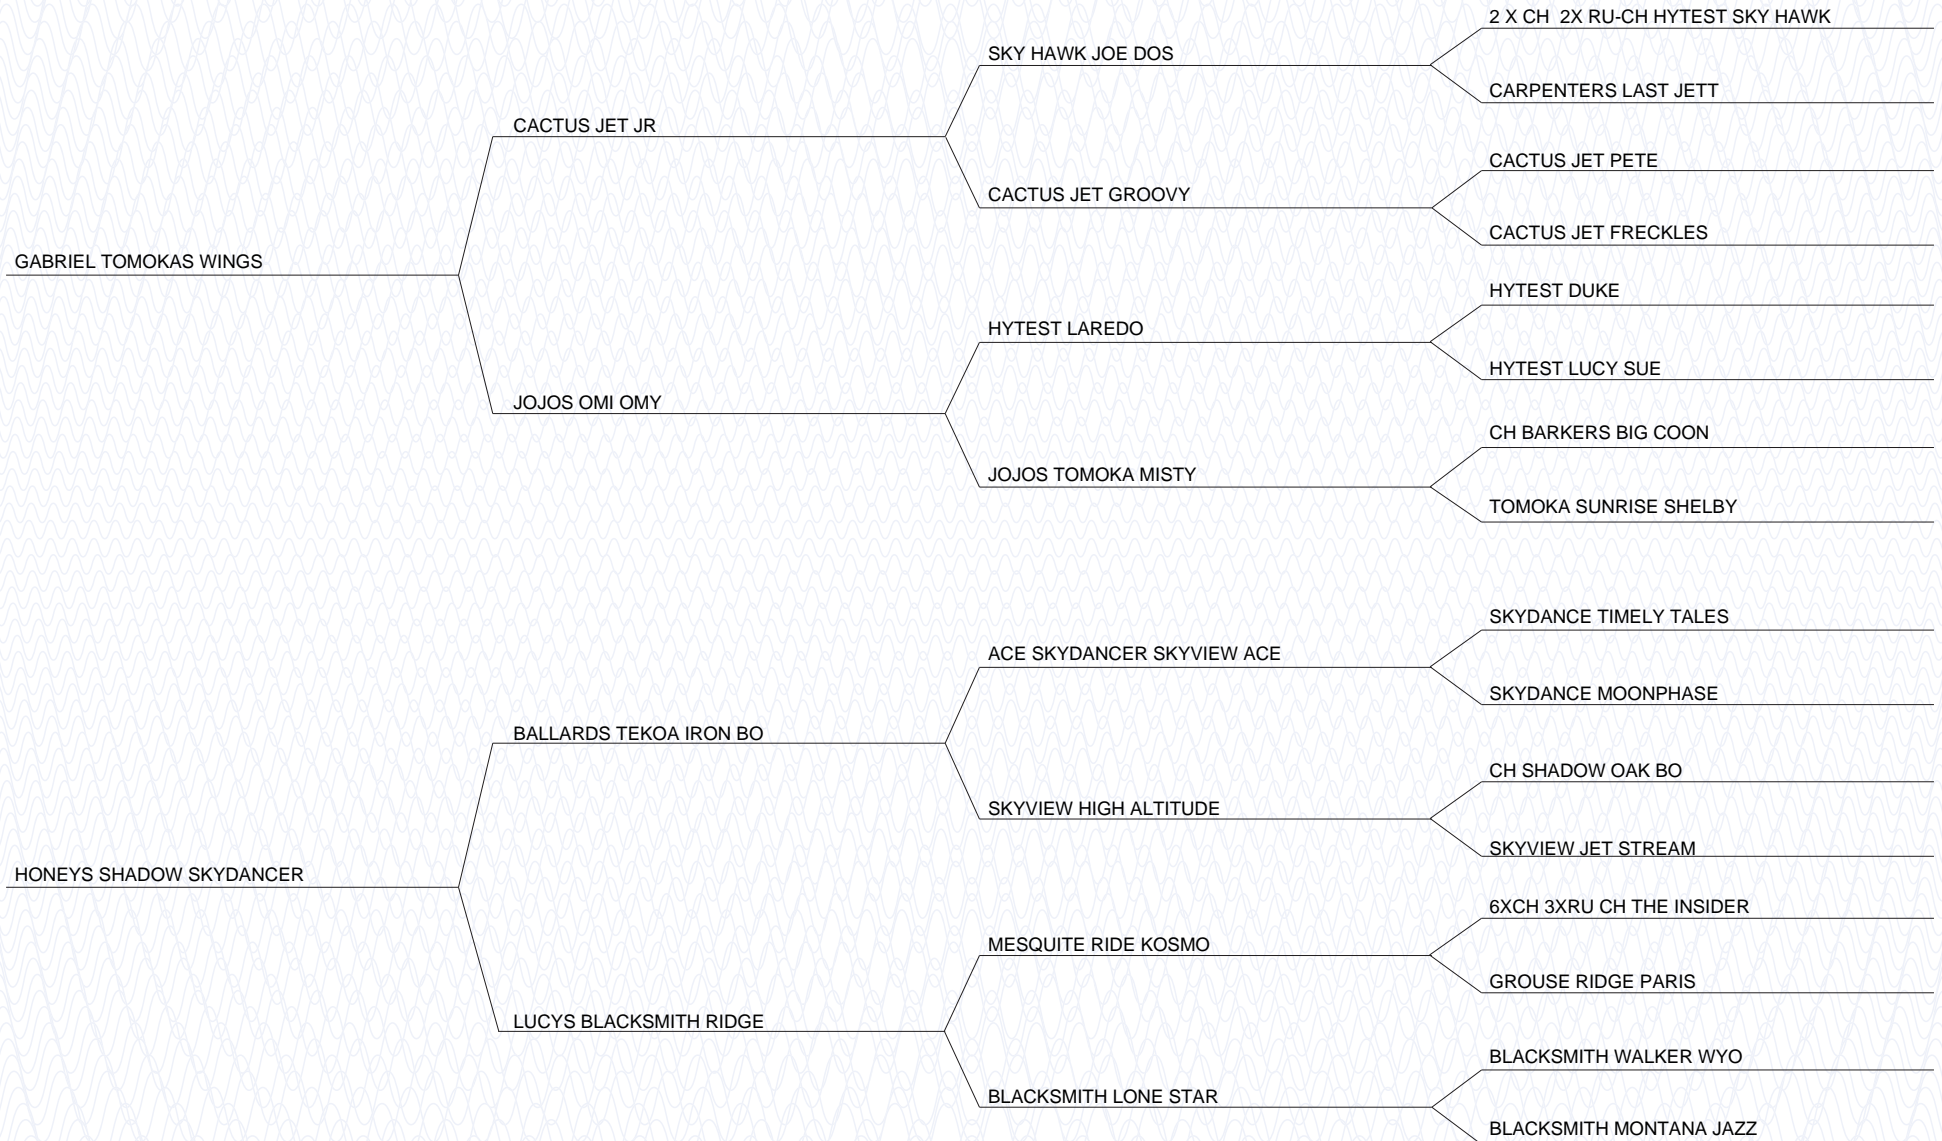 2 X CH  2X RU-CH HYTEST SKY HAWK
SKY HAWK JOE DOS
CARPENTERS LAST JETT
CACTUS JET JR
CACTUS JET PETE
CACTUS JET GROOVY
CACTUS JET FRECKLES
GABRIEL TOMOKAS WINGS
HYTEST DUKE
HYTEST LAREDO
HYTEST LUCY SUE
JOJOS OMI OMY
CH BARKERS BIG COON
JOJOS TOMOKA MISTY
TOMOKA SUNRISE SHELBY
SKYDANCE TIMELY TALES
ACE SKYDANCER SKYVIEW ACE
SKYDANCE MOONPHASE
BALLARDS TEKOA IRON BO
CH SHADOW OAK BO
SKYVIEW HIGH ALTITUDE
SKYVIEW JET STREAM
HONEYS SHADOW SKYDANCER
6XCH 3XRU CH THE INSIDER
MESQUITE RIDE KOSMO
GROUSE RIDGE PARIS
LUCYS BLACKSMITH RIDGE
BLACKSMITH WALKER WYO
BLACKSMITH LONE STAR
BLACKSMITH MONTANA JAZZ